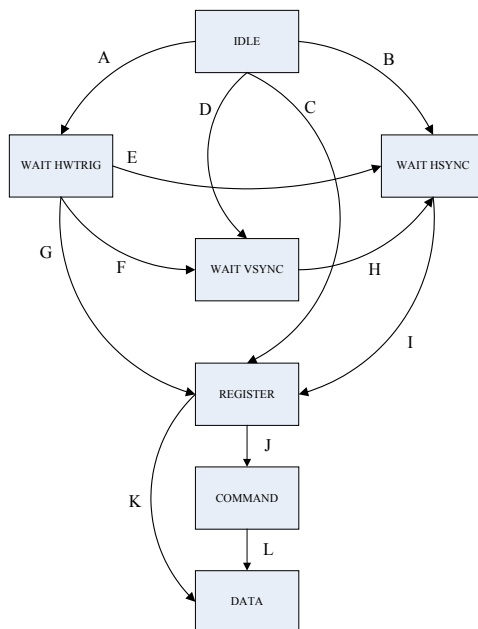 IDLE
A
B
D
C
WAIT HWTRIG
E
WAIT HSYNC
G
F
WAIT VSYNC
H
I
REGISTER
J
K
COMMAND
L
DATA